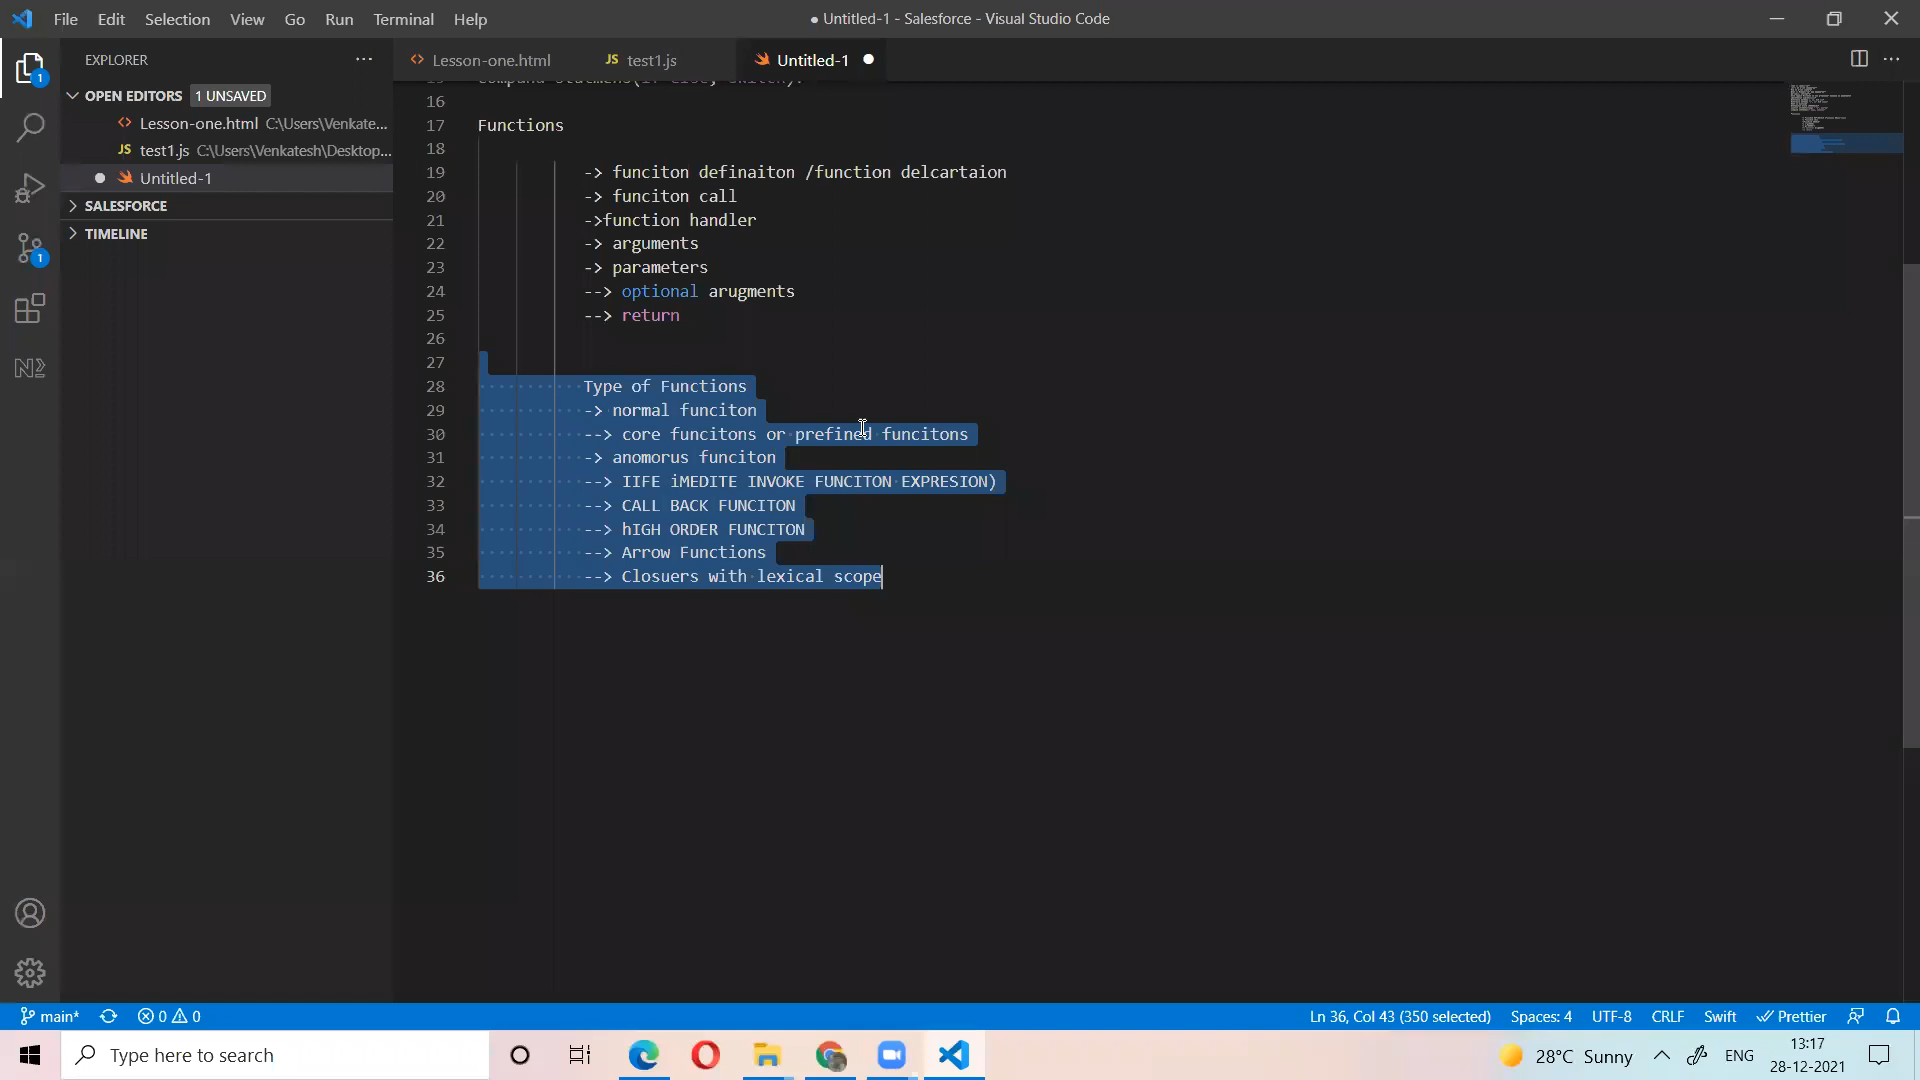 File Edit Selection View Go Run Terminal Help
● Untitled-1 - Salesforce - Visual Studio Code
EXPLORER
Lesson-one.html
JS test1.js
Untitled-1
OPEN EDITORS 1 UNSAVED
Lesson-one.html C:\Users\Venkate...
JS test1.js C:\Users\Venkatesh\Desktop...
Untitled-1
SALESFORCE
TIMELINE
1
1
16
17 Functions
18
19 -> funciton definaiton /function delcartaion
20 -> funciton call
21 ->function handler
22 -> arguments
23 -> parameters
24 --> optional arugments
25 --> return
26
27
28 Type of Functions
29 -> normal funciton
30 --> core funcitons or prefined funcitons
31 -> anomorus funciton
32 --> IIFE iMEDITE INVOKE FUNCITON EXPRESION)
33 --> CALL BACK FUNCITON
34 --> hIGH ORDER FUNCITON
35 --> Arrow Functions
36 --> Closuers with lexical scope
main* 0 0
Ln 36, Col 43 (350 selected) Spaces: 4 UTF-8 CRLF Swift Prettier
Type here to search
28°C Sunny ENG
13:17
28-12-2021